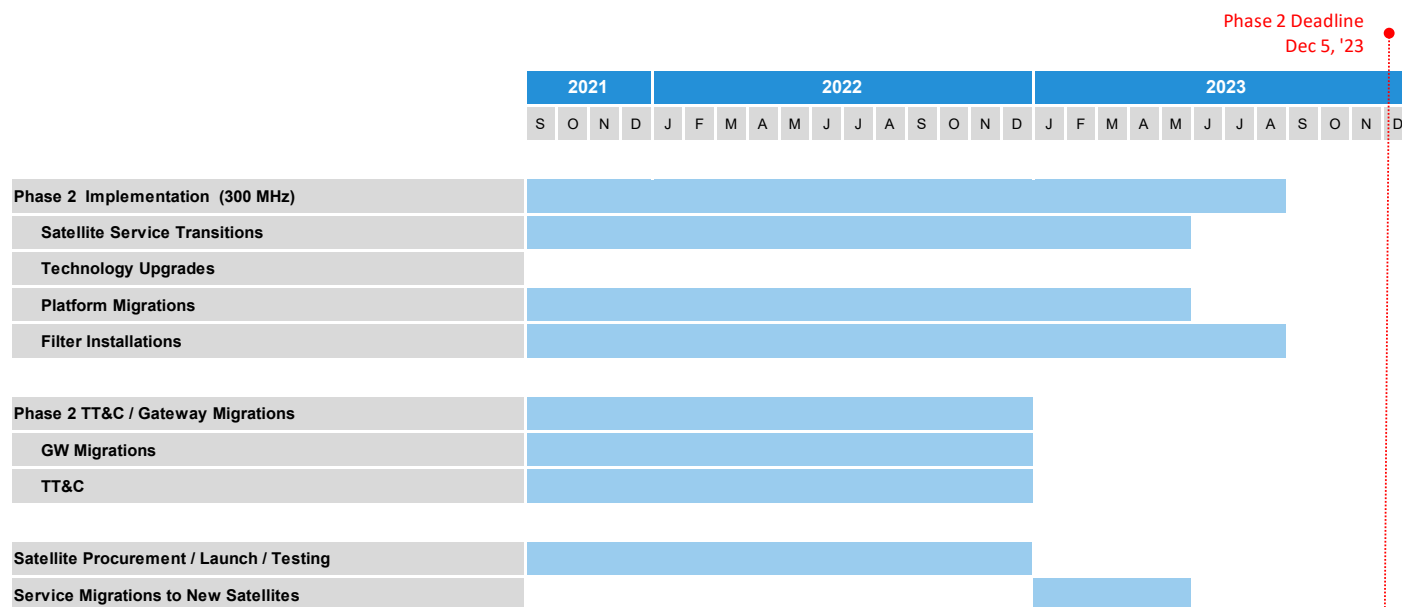 Phase 2 Deadline
Dec 5, '23
2021 2022 2023
S O N D J F M A M J J A S O N D J F M A M J J A S O N D
Phase 2 Implementation (300 MHz)
Satellite Service Transitions
Technology Upgrades
Platform Migrations
Filter Installations
Phase 2 TT&C / Gateway Migrations
GW Migrations
TT&C
Satellite Procurement / Launch / Testing
Service Migrations to New Satellites